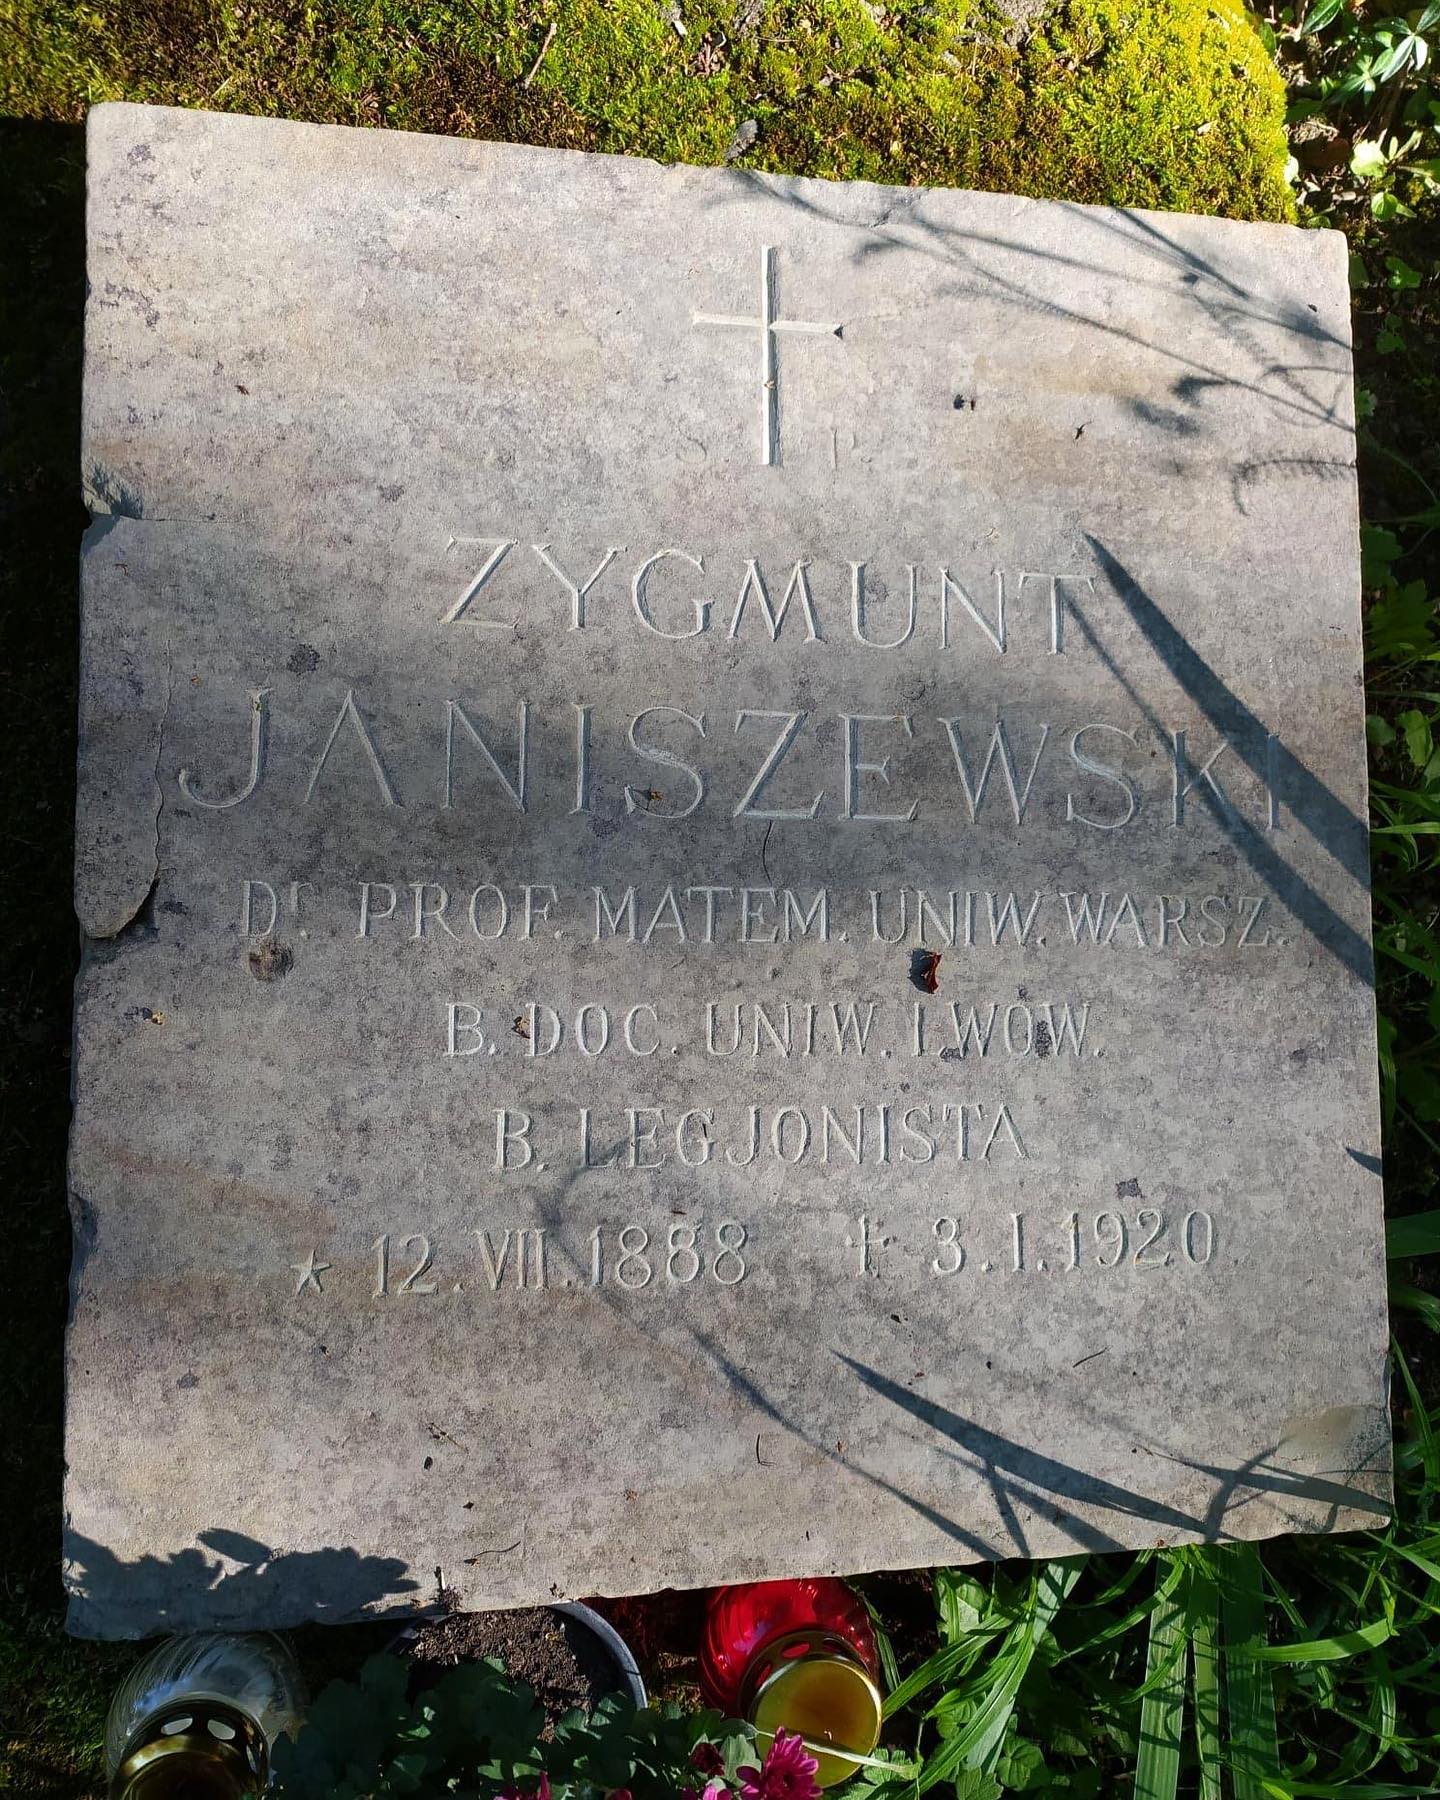 S P.
ZYGMUNT
JANISZEWSKI
Dr. PROF. MATEM. UNIW. WARSZ.
B. DOC. UNIW. LWOW.
B. LEGJONISTA
★ 12. VII. 1888 † 3. I. 1920